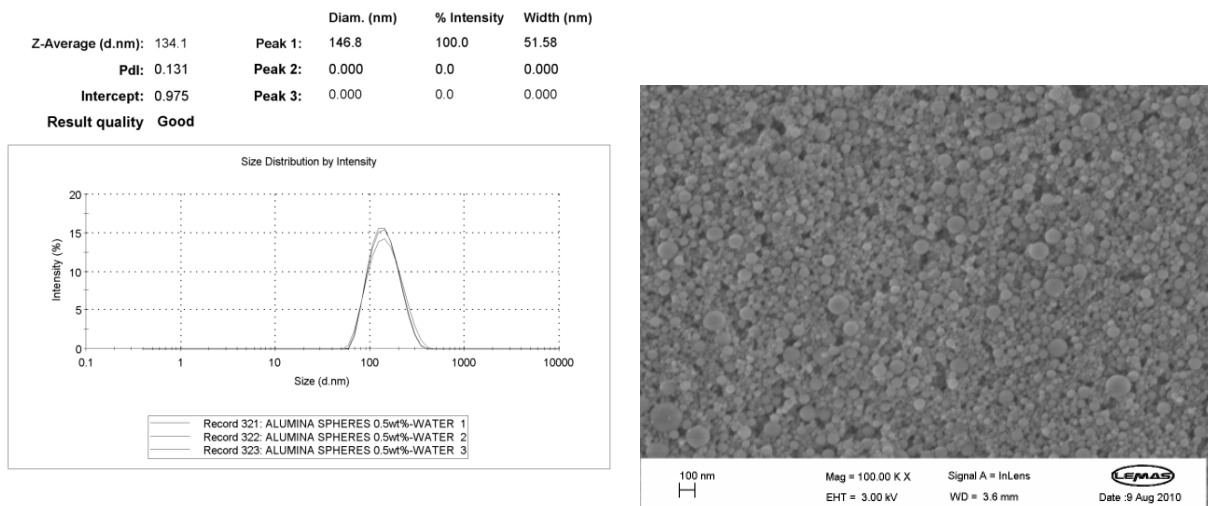 Diam. (nm) % Intensity Width (nm)
Z-Average (d.nm): 134.1 Peak 1: 146.8 100.0 51.58
PdI: 0.131 Peak 2: 0.000 0.0 0.000
Intercept: 0.975 Peak 3: 0.000 0.0 0.000
Result quality Good
Size Distribution by Intensity
20
15
10
5
0
Intensity (%)
0.1 1 10 100 1000 10000
Size (d.nm)
Record 321: ALUMINA SPHERES 0.5wt%-WATER 1
Record 322: ALUMINA SPHERES 0.5wt%-WATER 2
Record 323: ALUMINA SPHERES 0.5wt%-WATER 3
100 nm Mag = 100.00 K X Signal A = InLens LEMAS
EHT = 3.00 kV WD = 3.6 mm Date :9 Aug 2010